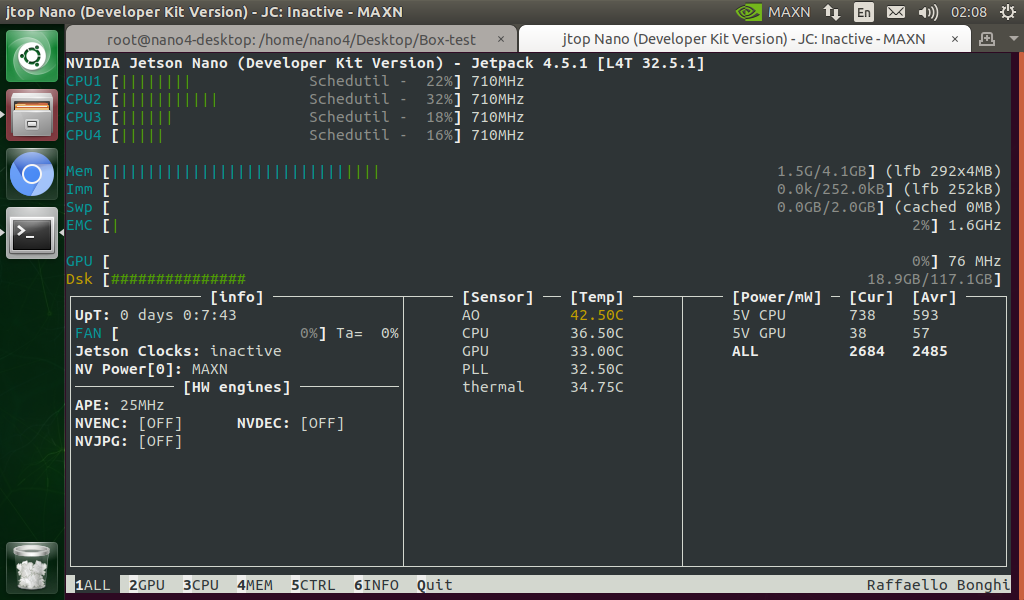 jtop Nano (Developer Kit Version) - JC: Inactive – MAXN
MAXN En 02:08
root@nano4-desktop: /home/nano4/Desktop/Box-test × jtop Nano (Developer Kit Version) - JC: Inactive - MAXN ×
NVIDIA Jetson Nano (Developer Kit Version) - Jetpack 4.5.1 [L4T 32.5.1]
CPU1 [|||||||| Schedutil - 22%] 710MHz
CPU2 [||||||||||| Schedutil - 32%] 710MHz
CPU3 [|||||| Schedutil - 18%] 710MHz
CPU4 [||||| Schedutil - 16%] 710MHz
Mem [|||||||||||||||||||||||||||||| 1.5G/4.1GB] (lfb 292x4MB)
Imm [ 0.0k/252.0kB] (lfb 252kB)
Swp [ 0.0GB/2.0GB] (cached 0MB)
EMC [| 2%] 1.6GHz
GPU [ 0%] 76 MHz
Dsk [############### 18.9GB/117.1GB]
[info] [Sensor] [Temp] [Power/mW] [Cur] [Avr]
UpT: 0 days 0:7:43 AO 42.50C 5V CPU 738 593
FAN [ 0%] Ta= 0% CPU 36.50C 5V GPU 38 57
Jetson Clocks: inactive GPU 33.00C ALL 2684 2485
NV Power[0]: MAXN PLL 32.50C
[HW engines] thermal 34.75C
APE: 25MHz
NVENC: [OFF] NVDEC: [OFF]
NVJPG: [OFF]
1ALL 2GPU 3CPU 4MEM 5CTRL 6INFO Quit Raffaello Bonghi